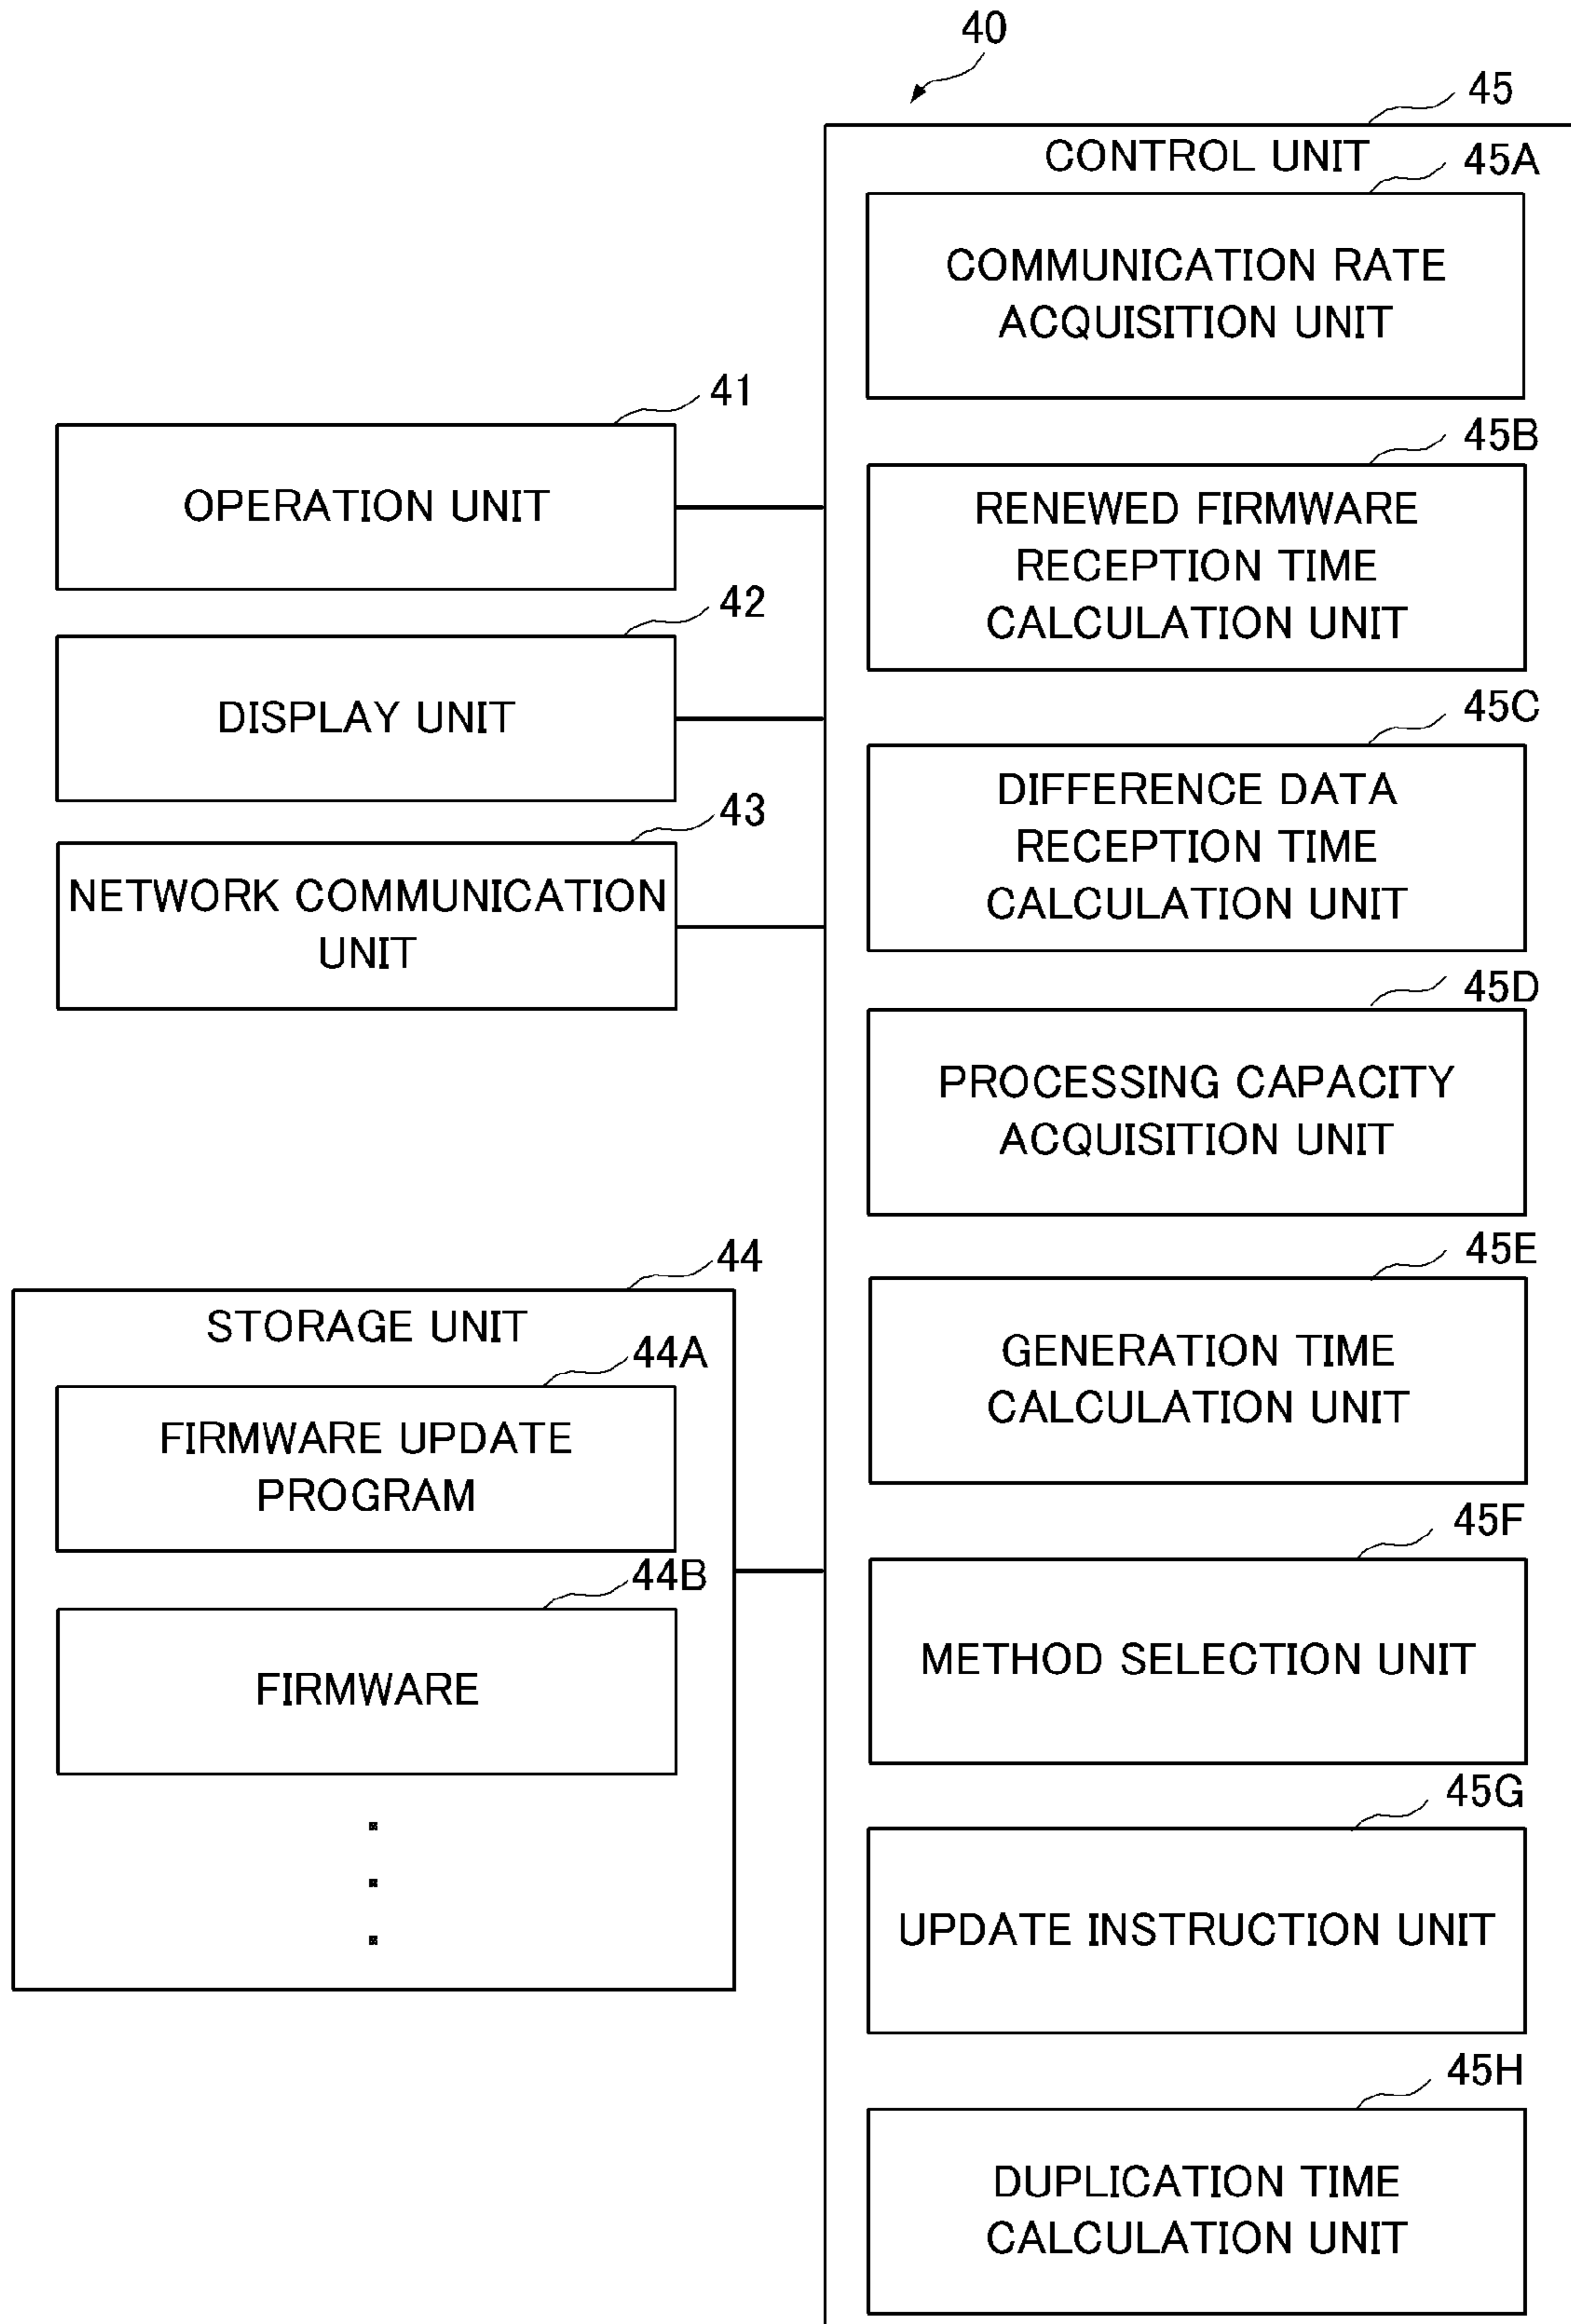 40
41
OPERATION UNIT
42
DISPLAY UNIT
43
NETWORK COMMUNICATION
UNIT
44
STORAGE UNIT
44A
FIRMWARE UPDATE
PROGRAM
44B
FIRMWARE
45
CONTROL UNIT
45A
COMMUNICATION RATE
ACQUISITION UNIT
45B
RENEWED FIRMWARE
RECEPTION TIME
CALCULATION UNIT
45C
DIFFERENCE DATA
RECEPTION TIME
CALCULATION UNIT
45D
PROCESSING CAPACITY
ACQUISITION UNIT
45E
GENERATION TIME
CALCULATION UNIT
45F
METHOD SELECTION UNIT
45G
UPDATE INSTRUCTION UNIT
45H
DUPLICATION TIME
CALCULATION UNIT